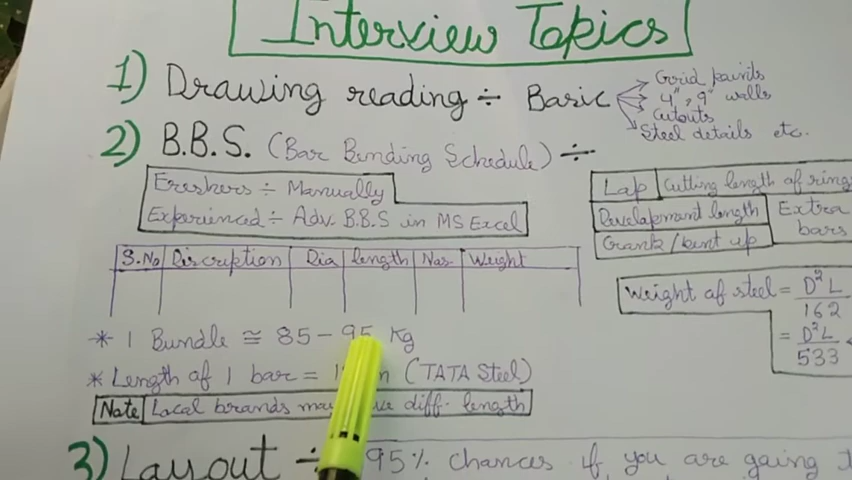 Interview Topics
1) Drawing reading ÷ Basic
Grid points
4", 9" walls
Cutouts
Steel details etc.
2) B.B.S. (Bar Bending Schedule) ÷
Freshers ÷ Manually
Experienced ÷ Adv. B.B.S in MS Excel
Lap Cutting length of rings
Development length Extra bars
Crank/bent up
S.No Discription Dia length Nos Weight
Weight of steel = D²L/162
= D²L/533
* 1 Bundle ≅ 85 - 95 Kg
* Length of 1 bar = m (TATA Steel)
Note Local brands diff. length
3) Layout ÷ 95% chances if you are going